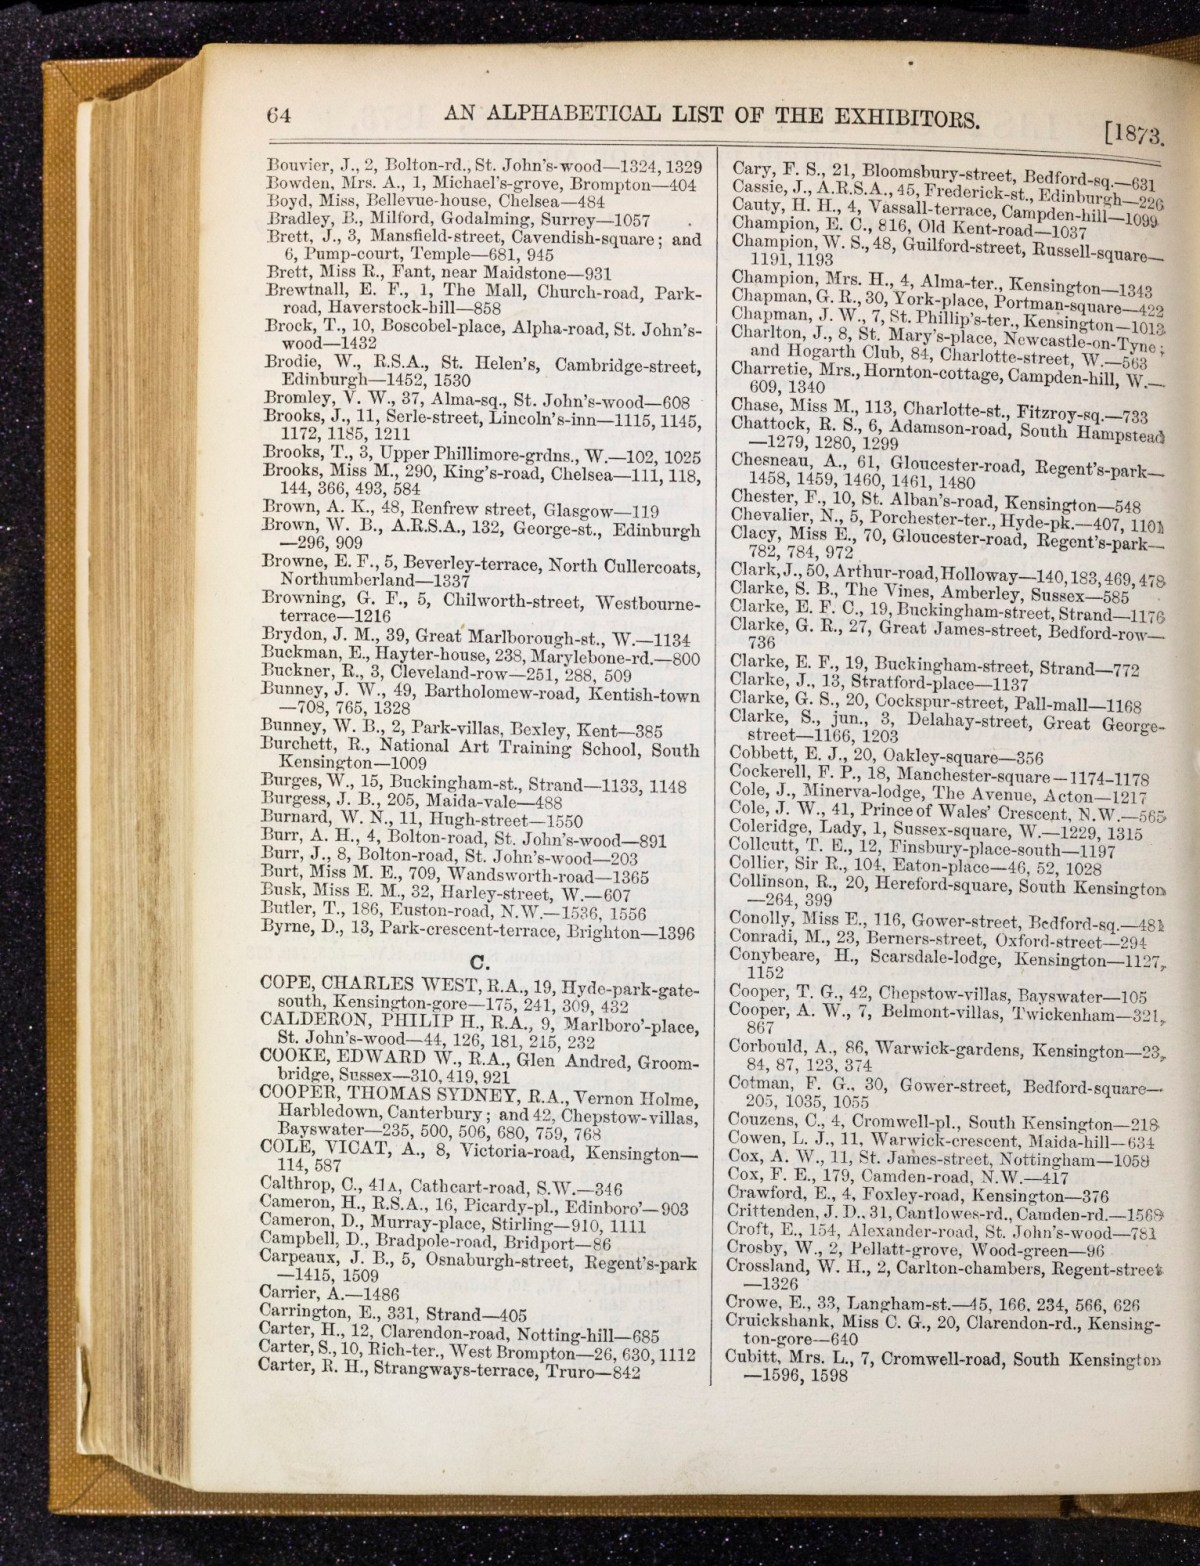 64
AN ALPHABETICAL LIST OF THE EXHIBITORS.
[1873.
Bouvier, J., 2, Bolton-rd., St. John's-wood—1324, 1329
Bowden, Mrs. A., 1, Michael's-grove, Brompton—404
Boyd, Miss, Bellevue-house, Chelsea—484
Bradley, B., Milford, Godalming, Surrey—1057
Brett, J., 3, Mansfield-street, Cavendish-square; and
6, Pump-court, Temple—681, 945
Brett, Miss R., Fant, near Maidstone—931
Brewtnall, E. F., 1, The Mall, Church-road, Park-
road, Haverstock-hill—858
Brock, T., 10, Boscobel-place, Alpha-road, St. John's-
wood—1432
Brodie, W., R.S.A., St. Helen's, Cambridge-street,
Edinburgh—1452, 1530
Bromley, V. W., 37, Alma-sq., St. John's-wood—608
Brooks, J., 11, Serle-street, Lincoln's-inn—1115, 1145,
1172, 1185, 1211
Brooks, T., 3, Upper Phillimore-grdns., W.—102, 1025
Brooks, Miss M., 290, King's-road, Chelsea—111, 118,
144, 366, 493, 584
Brown, A. K., 48, Renfrew street, Glasgow—119
Brown, W. B., A.R.S.A., 132, George-st., Edinburgh
—296, 909
Browne, E. F., 5, Beverley-terrace, North Cullercoats,
Northumberland—1337
Browning, G. F., 5, Chilworth-street, Westbourne-
terrace—1216
Brydon, J. M., 39, Great Marlborough-st., W.—1134
Buckman, E., Hayter-house, 238, Marylebone-rd.—800
Buckner, R., 3, Cleveland-row—251, 288, 509
Bunney, J. W., 49, Bartholomew-road, Kentish-town
—708, 765, 1328
Bunney, W. B., 2, Park-villas, Bexley, Kent—385
Burchett, R., National Art Training School, South
Kensington—1009
Burges, W., 15, Buckingham-st., Strand—1133, 1148
Burgess, J. B., 205, Maida-vale—488
Burnard, W. N., 11, Hugh-street—1550
Burr, A. H., 4, Bolton-road, St. John's-wood—891
Burr, J., 8, Bolton-road, St. John's-wood—203
Burt, Miss M. E., 709, Wandsworth-road—1365
Busk, Miss E. M., 32, Harley-street, W.—607
Butler, T., 186, Euston-road, N.W.—1536, 1556
Byrne, D., 13, Park-crescent-terrace, Brighton—1396
C.
COPE, CHARLES WEST, R.A., 19, Hyde-park-gate-
south, Kensington-gore—175, 241, 309, 432
CALDERON, PHILIP H., R.A., 9, Marlboro'-place,
St. John's-wood—44, 126, 181, 215, 232
COOKE, EDWARD W., R.A., Glen Andred, Groom-
bridge, Sussex—310, 419, 921
COOPER, THOMAS SYDNEY, R.A., Vernon Holme,
Harbledown, Canterbury; and 42, Chepstow-villas,
Bayswater—235, 500, 506, 680, 759, 768
COLE, VICAT, A., 8, Victoria-road, Kensington—
114, 587
Calthrop, C., 41A, Cathcart-road, S.W.—346
Cameron, H., R.S.A., 16, Picardy-pl., Edinboro'—903
Cameron, D., Murray-place, Stirling—910, 1111
Campbell, D., Bradpole-road, Bridport—86
Carpeaux, J. B., 5, Osnaburgh-street, Regent's-park
—1415, 1509
Carrier, A.—1486
Carrington, E., 331, Strand—405
Carter, H., 12, Clarendon-road, Notting-hill—685
Carter, S., 10, Rich-ter., West Brompton—26, 630, 1112
Carter, R. H., Strangways-terrace, Truro—842
Cary, F. S., 21, Bloomsbury-street, Bedford-sq.—631
Cassie, J., A.R.S.A., 45, Frederick-st., Edinburgh—226
Cauty, H. H., 4, Vassall-terrace, Campden-hill—1099
Champion, E. C., 816, Old Kent-road—1037
Champion, W. S., 48, Guilford-street, Russell-square—
1191, 1193
Champion, Mrs. H., 4, Alma-ter., Kensington—1343
Chapman, G. R., 30, York-place, Portman-square—422
Chapman, J. W., 7, St. Phillip's-ter., Kensington—1013
Charlton, J., 8, St. Mary's-place, Newcastle-on-Tyne;
and Hogarth Club, 84, Charlotte-street, W.—563
Charretie, Mrs., Hornton-cottage, Campden-hill, W.—
609, 1340
Chase, Miss M., 113, Charlotte-st., Fitzroy-sq.—733
Chattock, R. S., 6, Adamson-road, South Hampstead
—1279, 1280, 1299
Chesneau, A., 61, Gloucester-road, Regent's-park—
1458, 1459, 1460, 1461, 1480
Chester, F., 10, St. Alban's-road, Kensington—548
Chevalier, N., 5, Porchester-ter., Hyde-pk.—407, 1101
Clacy, Miss E., 70, Gloucester-road, Regent's-park—
782, 784, 972
Clark, J., 50, Arthur-road, Holloway—140, 183, 469, 478
Clarke, S. B., The Vines, Amberley, Sussex—585
Clarke, E. F. C., 19, Buckingham-street, Strand—1176
Clarke, G. R., 27, Great James-street, Bedford-row—
736
Clarke, E. F., 19, Buckingham-street, Strand—772
Clarke, J., 13, Stratford-place—1137
Clarke, G. S., 20, Cockspur-street, Pall-mall—1168
Clarke, S., jun., 3, Delahay-street, Great George-
street—1166, 1203
Cobbett, E. J., 20, Oakley-square—356
Cockerell, F. P., 18, Manchester-square—1174-1178
Cole, J., Minerva-lodge, The Avenue, Acton—1217
Cole, J. W., 41, Prince of Wales' Crescent, N.W.—565
Coleridge, Lady, 1, Sussex-square, W.—1229, 1315
Collcutt, T. E., 12, Finsbury-place-south—1197
Collier, Sir R., 104, Eaton-place—46, 52, 1028
Collinson, R., 20, Hereford-square, South Kensington
—264, 399
Conolly, Miss E., 116, Gower-street, Bedford-sq.—481
Conradi, M., 23, Berners-street, Oxford-street—294
Conybeare, H., Scarsdale-lodge, Kensington—1127,
1152
Cooper, T. G., 42, Chepstow-villas, Bayswater—105
Cooper, A. W., 7, Belmont-villas, Twickenham—321,
867
Corbould, A., 86, Warwick-gardens, Kensington—23,
84, 87, 123, 374
Cotman, F. G., 30, Gower-street, Bedford-square—
205, 1035, 1055
Couzens, C., 4, Cromwell-pl., South Kensington—218
Cowen, L. J., 11, Warwick-crescent, Maida-hill—634
Cox, A. W., 11, St. James-street, Nottingham—1058
Cox, F. E., 179, Camden-road, N.W.—417
Crawford, E., 4, Foxley-road, Kensington—376
Crittenden, J. D., 31, Cantlowes-rd., Camden-rd.—1568
Croft, E., 154, Alexander-road, St. John's-wood—781
Crosby, W., 2, Pellatt-grove, Wood-green—96
Crossland, W. H., 2, Carlton-chambers, Regent-street
—1326
Crowe, E., 33, Langham-st.—45, 166, 234, 566, 626
Cruickshank, Miss C. G., 20, Clarendon-rd., Kensing-
ton-gore—640
Cubitt, Mrs. L., 7, Cromwell-road, South Kensington
—1596, 1598